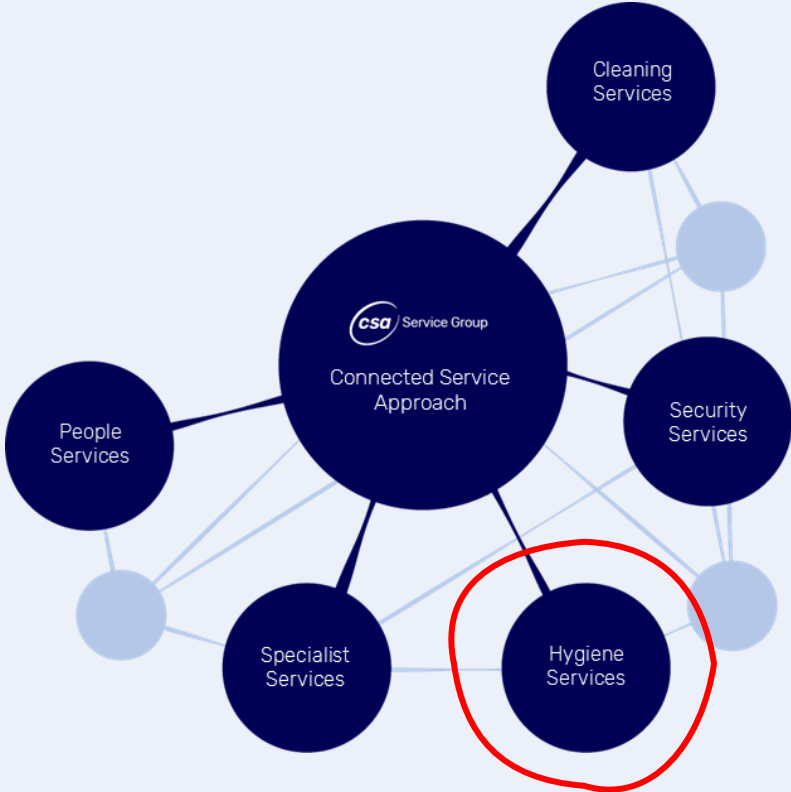 Cleaning
Services
csa Service Group
Connected Service
Approach
Security
Services
People
Services
Specialist
Services
Hygiene
Services